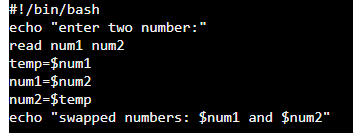 #!/bin/bash
echo "enter two number:"
read num1 num2
temp=$num1
num1=$num2
num2=$temp
echo "swapped numbers: $num1 and $num2"